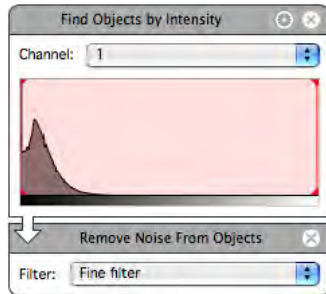 Find Objects by Intensity
Channel: 1
Remove Noise From Objects
Filter: Fine filter